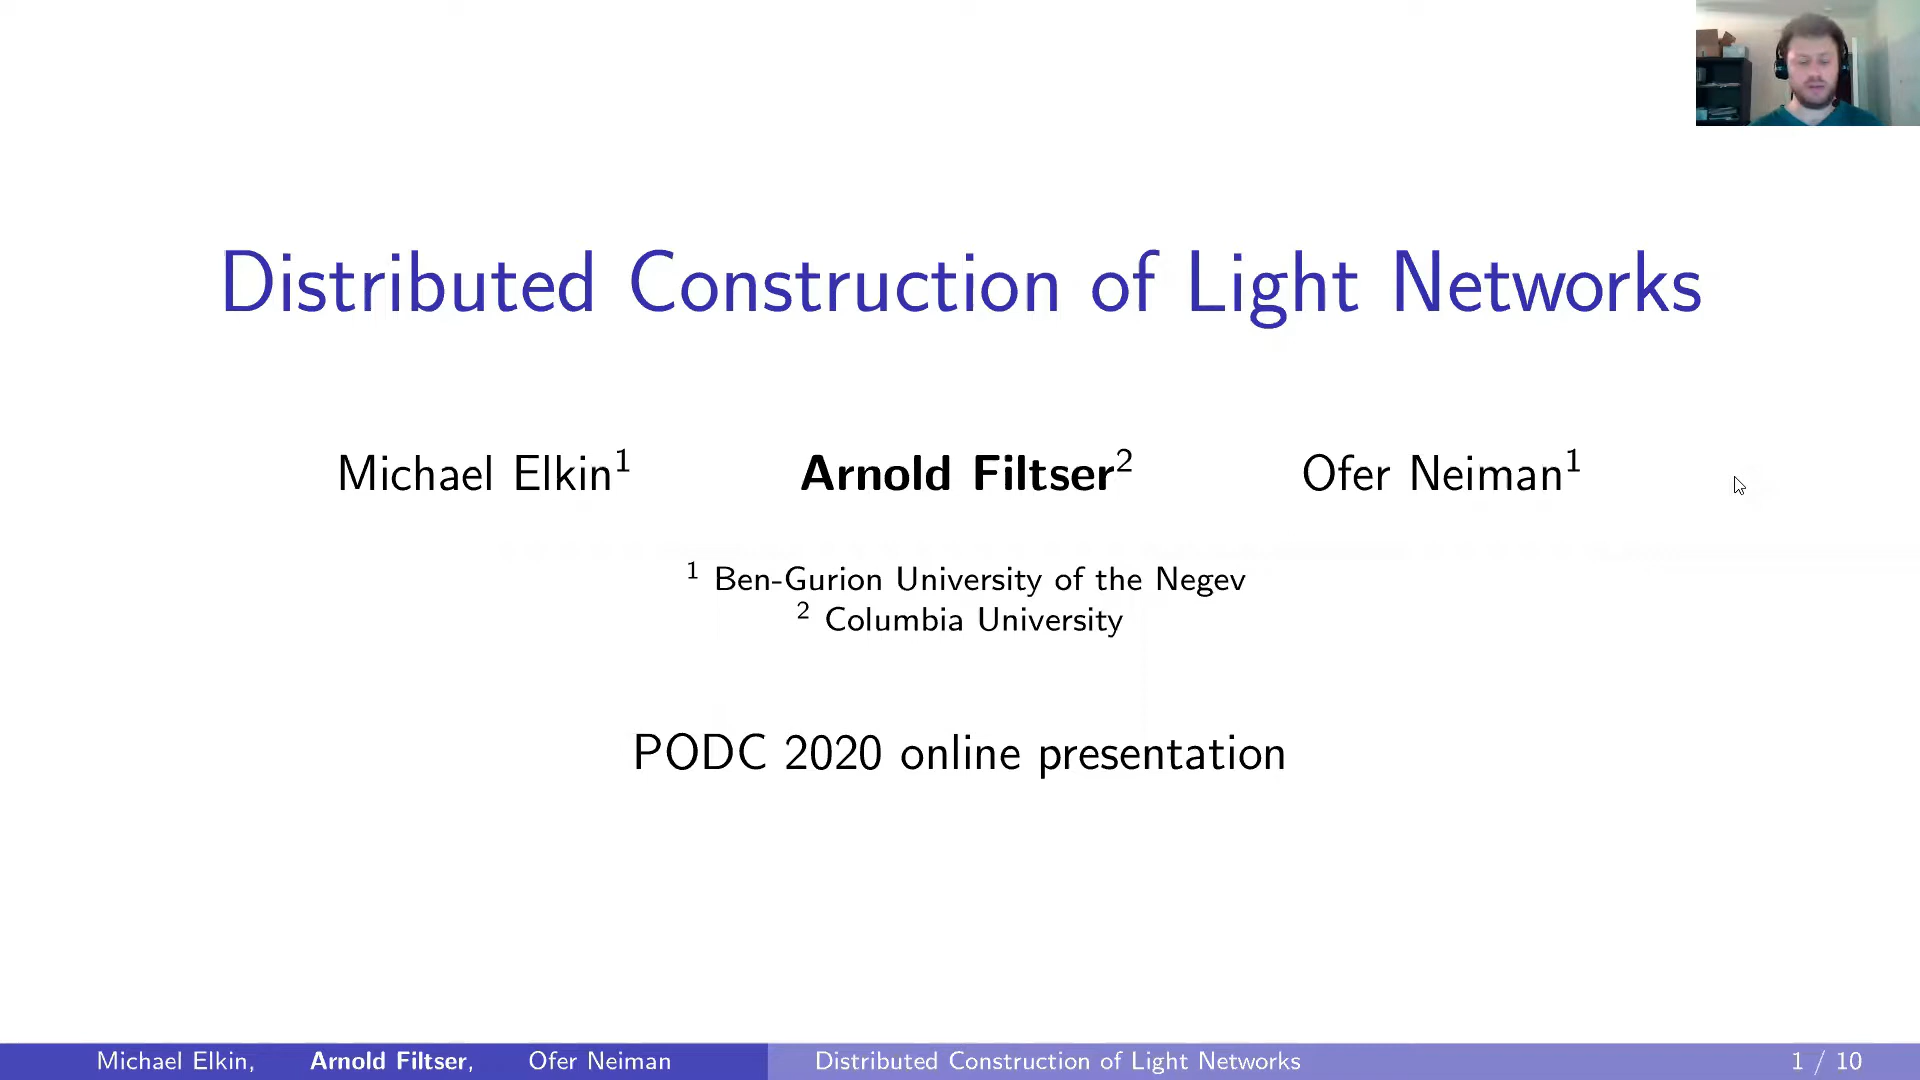 Distributed Construction of Light Networks
Michael Elkin¹ Arnold Filtser² Ofer Neiman¹
¹ Ben-Gurion University of the Negev
² Columbia University
PODC 2020 online presentation
Michael Elkin, Arnold Filtser, Ofer Neiman Distributed Construction of Light Networks 1 / 10